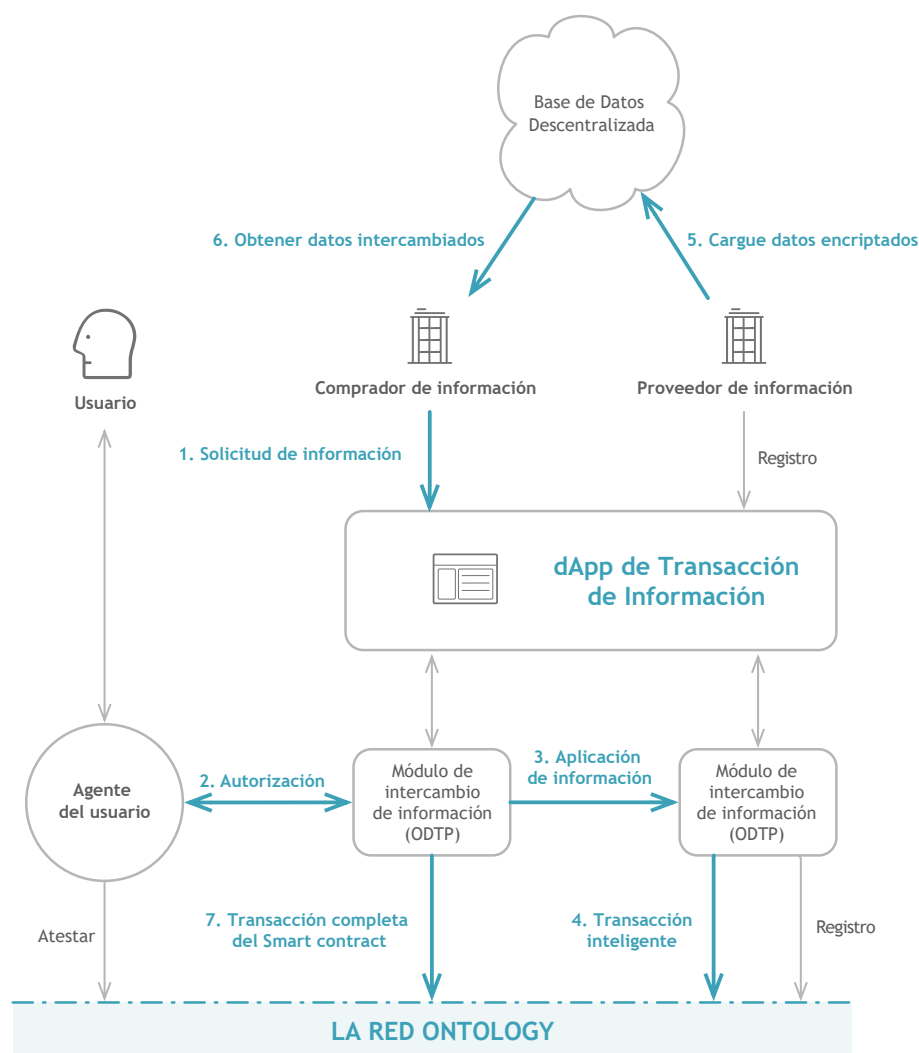 Base de Datos
Descentralizada
6. Obtener datos intercambiados
5. Cargue datos encriptados
Usuario
Comprador de información
Proveedor de información
1. Solicitud de información
Registro
dApp de Transacción
de Información
Agente
del usuario
2. Autorización
Módulo de
intercambio
de información
(ODTP)
3. Aplicación
de información
Módulo de
intercambio
de información
(ODTP)
Atestar
7. Transacción completa
del Smart contract
4. Transacción
inteligente
Registro
LA RED ONTOLOGY